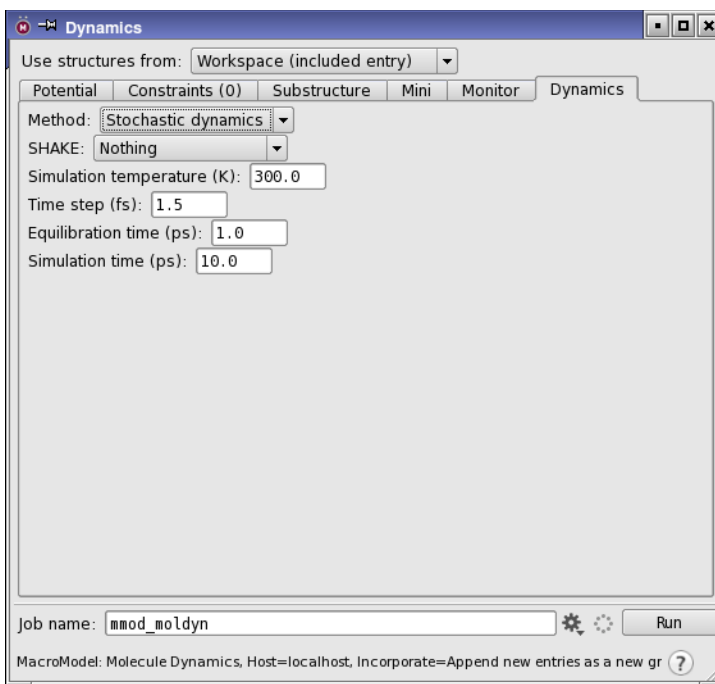 Dynamics
Use structures from: Workspace (included entry)
Potential Constraints (0) Substructure Mini Monitor Dynamics
Method: Stochastic dynamics
SHAKE: Nothing
Simulation temperature (K): 300.0
Time step (fs): 1.5
Equilibration time (ps): 1.0
Simulation time (ps): 10.0
Job name: mmod_moldyn Run
MacroModel: Molecule Dynamics, Host=localhost, Incorporate=Append new entries as a new gr ?